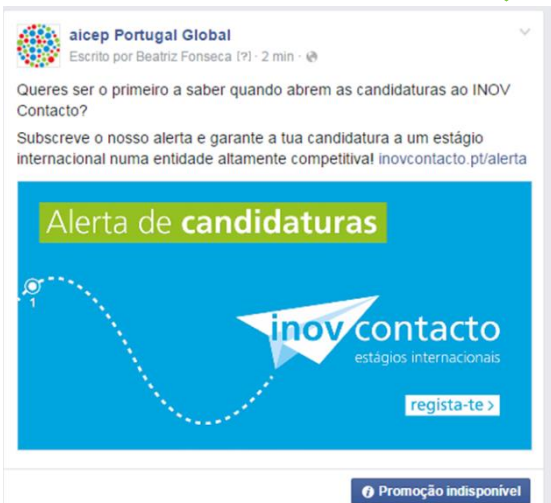 aicep Portugal Global
Escrito por Beatriz Fonseca [?] · 2 min ·
Queres ser o primeiro a saber quando abrem as candidaturas ao INOV
Contacto?
Subscreve o nosso alerta e garante a tua candidatura a um estágio
internacional numa entidade altamente competitiva! inovcontacto.pt/alerta
Alerta de candidaturas
1
inov contacto
estágios internacionais
regista-te >
Promoção indisponível